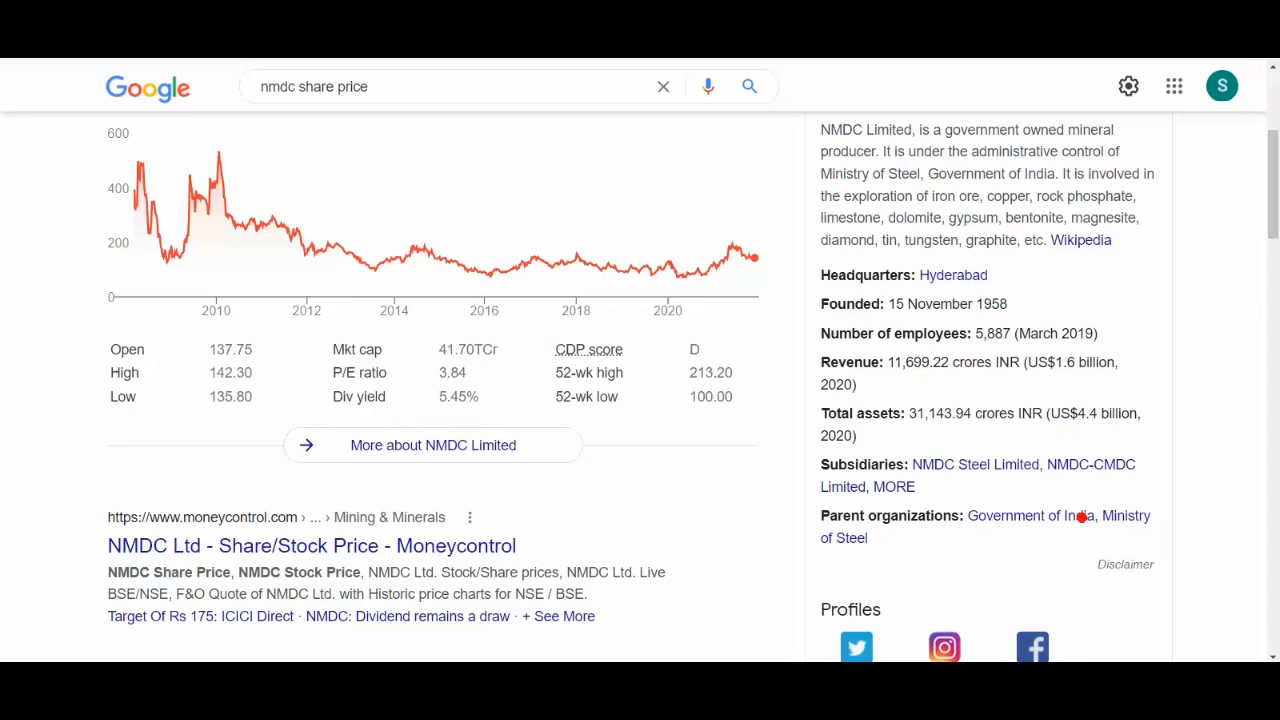 Google
nmdc share price
S
600
400
200
0
2010 2012 2014 2016 2018 2020
Open 137.75 Mkt cap 41.70TCr CDP score D
High 142.30 P/E ratio 3.84 52-wk high 213.20
Low 135.80 Div yield 5.45% 52-wk low 100.00
More about NMDC Limited
https://www.moneycontrol.com › ... › Mining & Minerals
NMDC Ltd - Share/Stock Price - Moneycontrol
NMDC Share Price, NMDC Stock Price, NMDC Ltd. Stock/Share prices, NMDC Ltd. Live
BSE/NSE, F&O Quote of NMDC Ltd. with Historic price charts for NSE / BSE.
Target Of Rs 175: ICICI Direct · NMDC: Dividend remains a draw · + See More
NMDC Limited, is a government owned mineral
producer. It is under the administrative control of
Ministry of Steel, Government of India. It is involved in
the exploration of iron ore, copper, rock phosphate,
limestone, dolomite, gypsum, bentonite, magnesite,
diamond, tin, tungsten, graphite, etc. Wikipedia
Headquarters: Hyderabad
Founded: 15 November 1958
Number of employees: 5,887 (March 2019)
Revenue: 11,699.22 crores INR (US$1.6 billion,
2020)
Total assets: 31,143.94 crores INR (US$4.4 billion,
2020)
Subsidiaries: NMDC Steel Limited, NMDC-CMDC
Limited, MORE
Parent organizations: Government of India, Ministry
of Steel
Disclaimer
Profiles